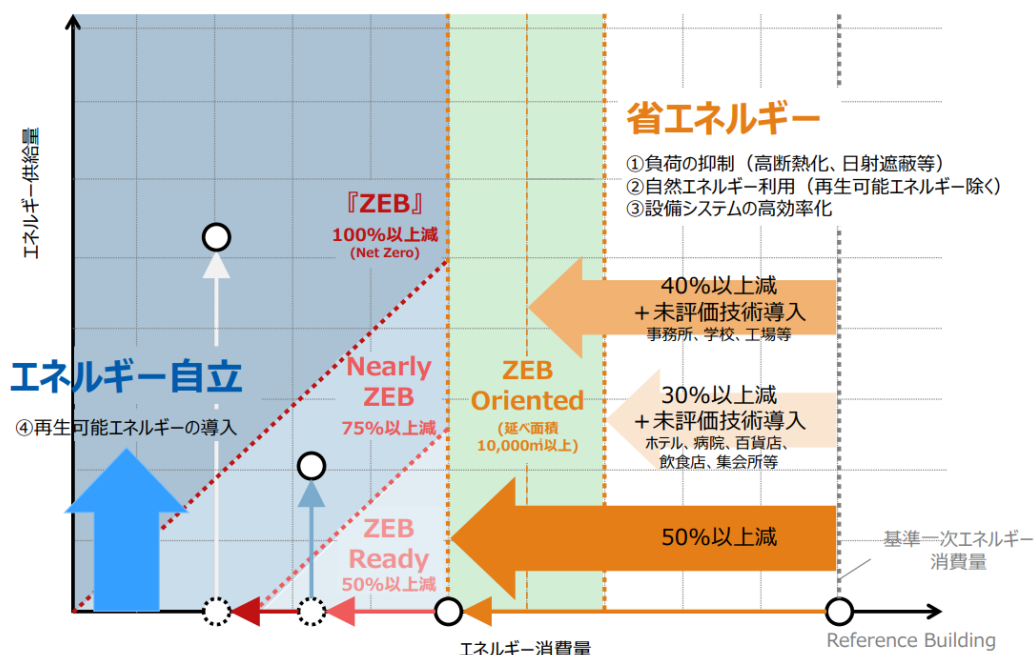 エネルギー供給量
省エネルギー
①負荷の抑制（高断熱化、日射遮蔽等）
②自然エネルギー利用（再生可能エネルギー除く）
③設備システムの高効率化
『ZEB』
100%以上減
(Net Zero)
40%以上減
＋未評価技術導入
事務所、学校、工場等
エネルギー自立
④再生可能エネルギーの導入
Nearly
ZEB
75%以上減
ZEB
Oriented
(延べ面積
10,000㎡以上)
30%以上減
＋未評価技術導入
ホテル、病院、百貨店、
飲食店、集会所等
ZEB
Ready
50%以上減
50%以上減
基準一次エネルギー
消費量
エネルギー消費量
Reference Building